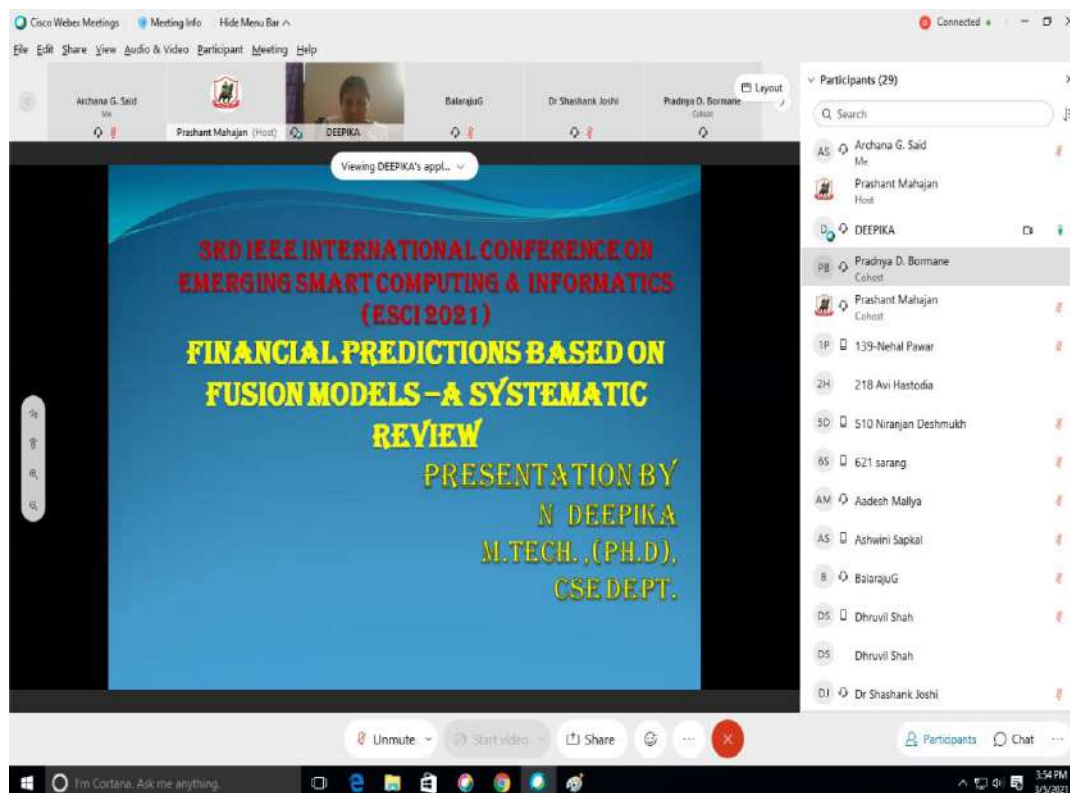 Cisco Webex Meetings Meeting Info Hide Menu Bar
Connected
File Edit Share View Audio & Video Participant Meeting Help
Archana G. Said
Me
Prashant Mahajan (Host)
DEEPIKA
BalarajuG
Dr Shashank Joshi
Pradnya D. Bormane
Cohost
Layout
Viewing DEEPIKA's appl...
3RD IEEE INTERNATIONAL CONFERENCE ON
EMERGING SMART COMPUTING & INFORMATICS
(ESCI 2021)
FINANCIAL PREDICTIONS BASED ON
FUSION MODELS –A SYSTEMATIC
REVIEW
PRESENTATION BY
N DEEPIKA
M.TECH. ,(PH.D),
CSE DEPT.
Participants (29)
Search
AS Archana G. Said
Me
Prashant Mahajan
Host
D DEEPIKA
PB Pradnya D. Bormane
Cohost
Prashant Mahajan
Cohost
1P 139-Nehal Pawar
2H 218 Avi Hastodia
5D 510 Niranjan Deshmukh
6S 621 sarang
AM Aadesh Mallya
AS Ashwini Sapkal
B BalarajuG
DS Dhruvil Shah
DS Dhruvil Shah
DJ Dr Shashank Joshi
Unmute Start video Share
Participants Chat
I'm Cortana. Ask me anything.
3:54 PM
3/5/2021